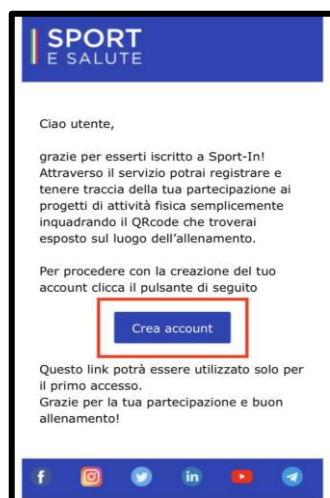 SPORT
E SALUTE
Ciao utente,
grazie per esserti iscritto a Sport-In!
Attraverso il servizio potrai registrare e
tenere traccia della tua partecipazione ai
progetti di attività fisica semplicemente
inquadrando il QRcode che troverai
esposto sul luogo dell'allenamento.
Per procedere con la creazione del tuo
account clicca il pulsante di seguito
Crea account
Questo link potrà essere utilizzato solo per
il primo accesso.
Grazie per la tua partecipazione e buon
allenamento!